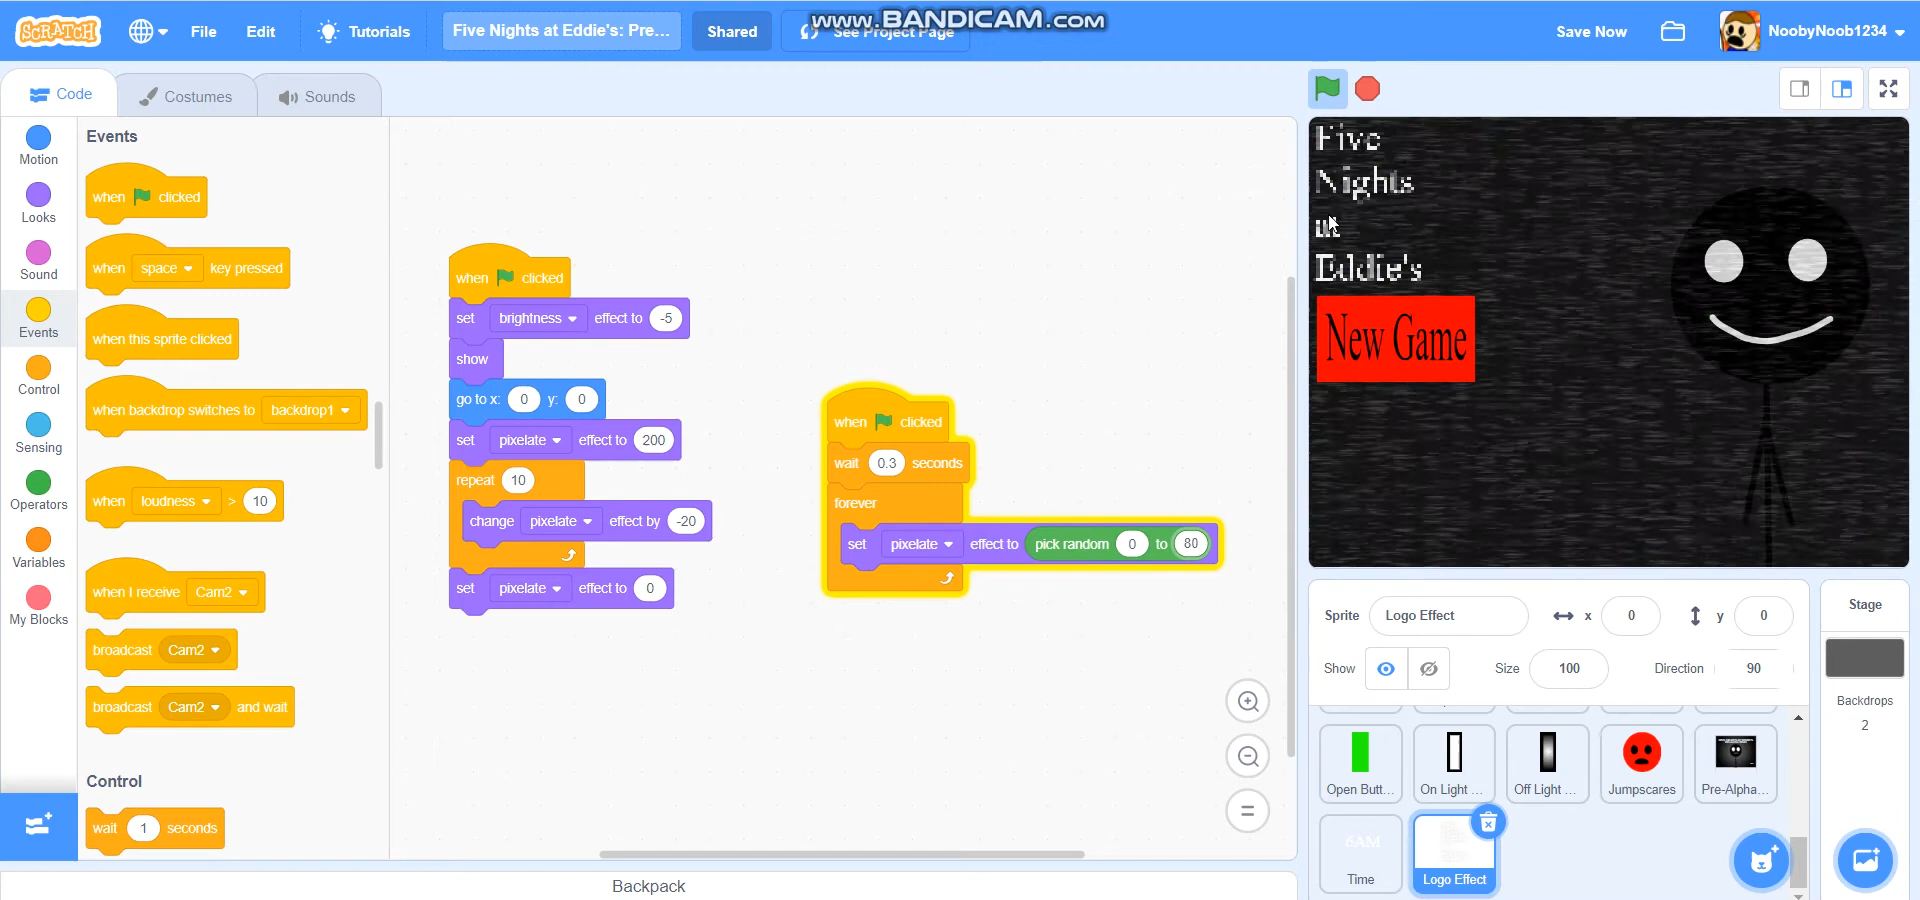 www.BANDICAM.com
SCRATCH
File
Edit
Tutorials
Five Nights at Eddie's: Pre...
Shared
See Project Page
Save Now
NoobyNoob1234
Code
Costumes
Sounds
Motion
Looks
Sound
Events
Control
Sensing
Operators
Variables
My Blocks
Events
when clicked
when space key pressed
when this sprite clicked
when backdrop switches to backdrop1
when loudness > 10
when I receive Cam2
broadcast Cam2
broadcast Cam2 and wait
Control
wait 1 seconds
when clicked
set brightness effect to -5
show
go to x: 0 y: 0
set pixelate effect to 200
repeat 10
change pixelate effect by -20
set pixelate effect to 0
when clicked
wait 0.3 seconds
forever
set pixelate effect to pick random 0 to 80
Backpack
Five
Nights
at
Eddie's
New Game
Sprite Logo Effect x 0 y 0
Show Size 100 Direction 90
Stage
Backdrops
2
Open Butt...
On Light ...
Off Light ...
Jumpscares
Pre-Alpha...
6AM
Time
Logo Effect